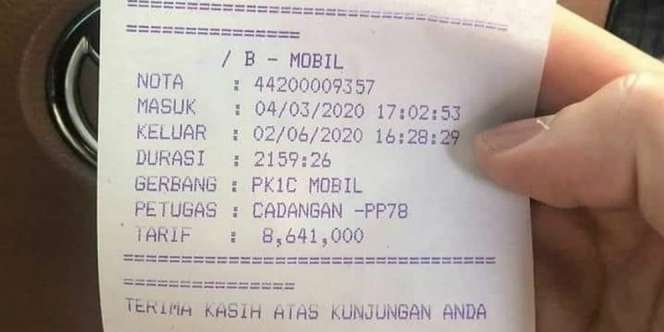 =================================
===============
/ B - MOBIL
NOTA : 44200009357
MASUK : 04/03/2020 17:02:53
KELUAR : 02/06/2020 16:28:29
DURASI : 2159:26
GERBANG : PK1C MOBIL
PETUGAS : CADANGAN -PP78
TARIF : 8,641,000
=================================
===============
TERIMA KASIH ATAS KUNJUNGAN ANDA